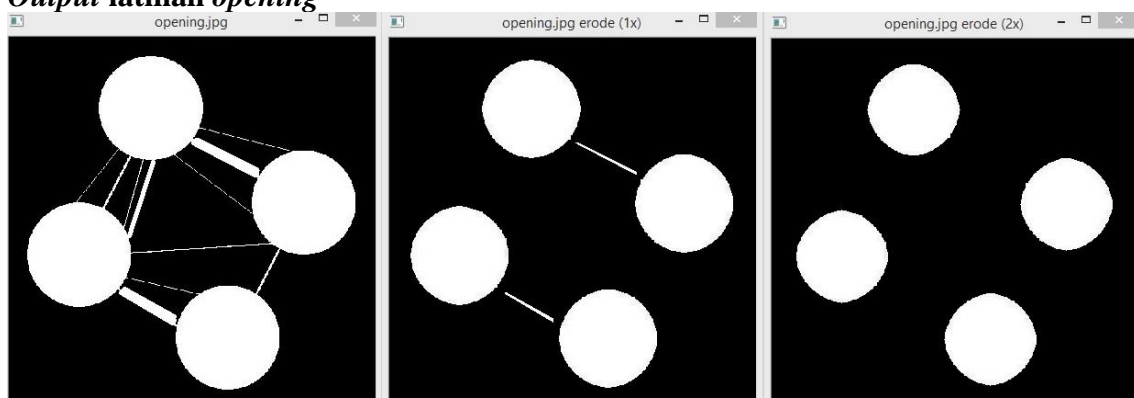 Output latihan opening
opening.jpg
opening.jpg erode (1x)
opening.jpg erode (2x)